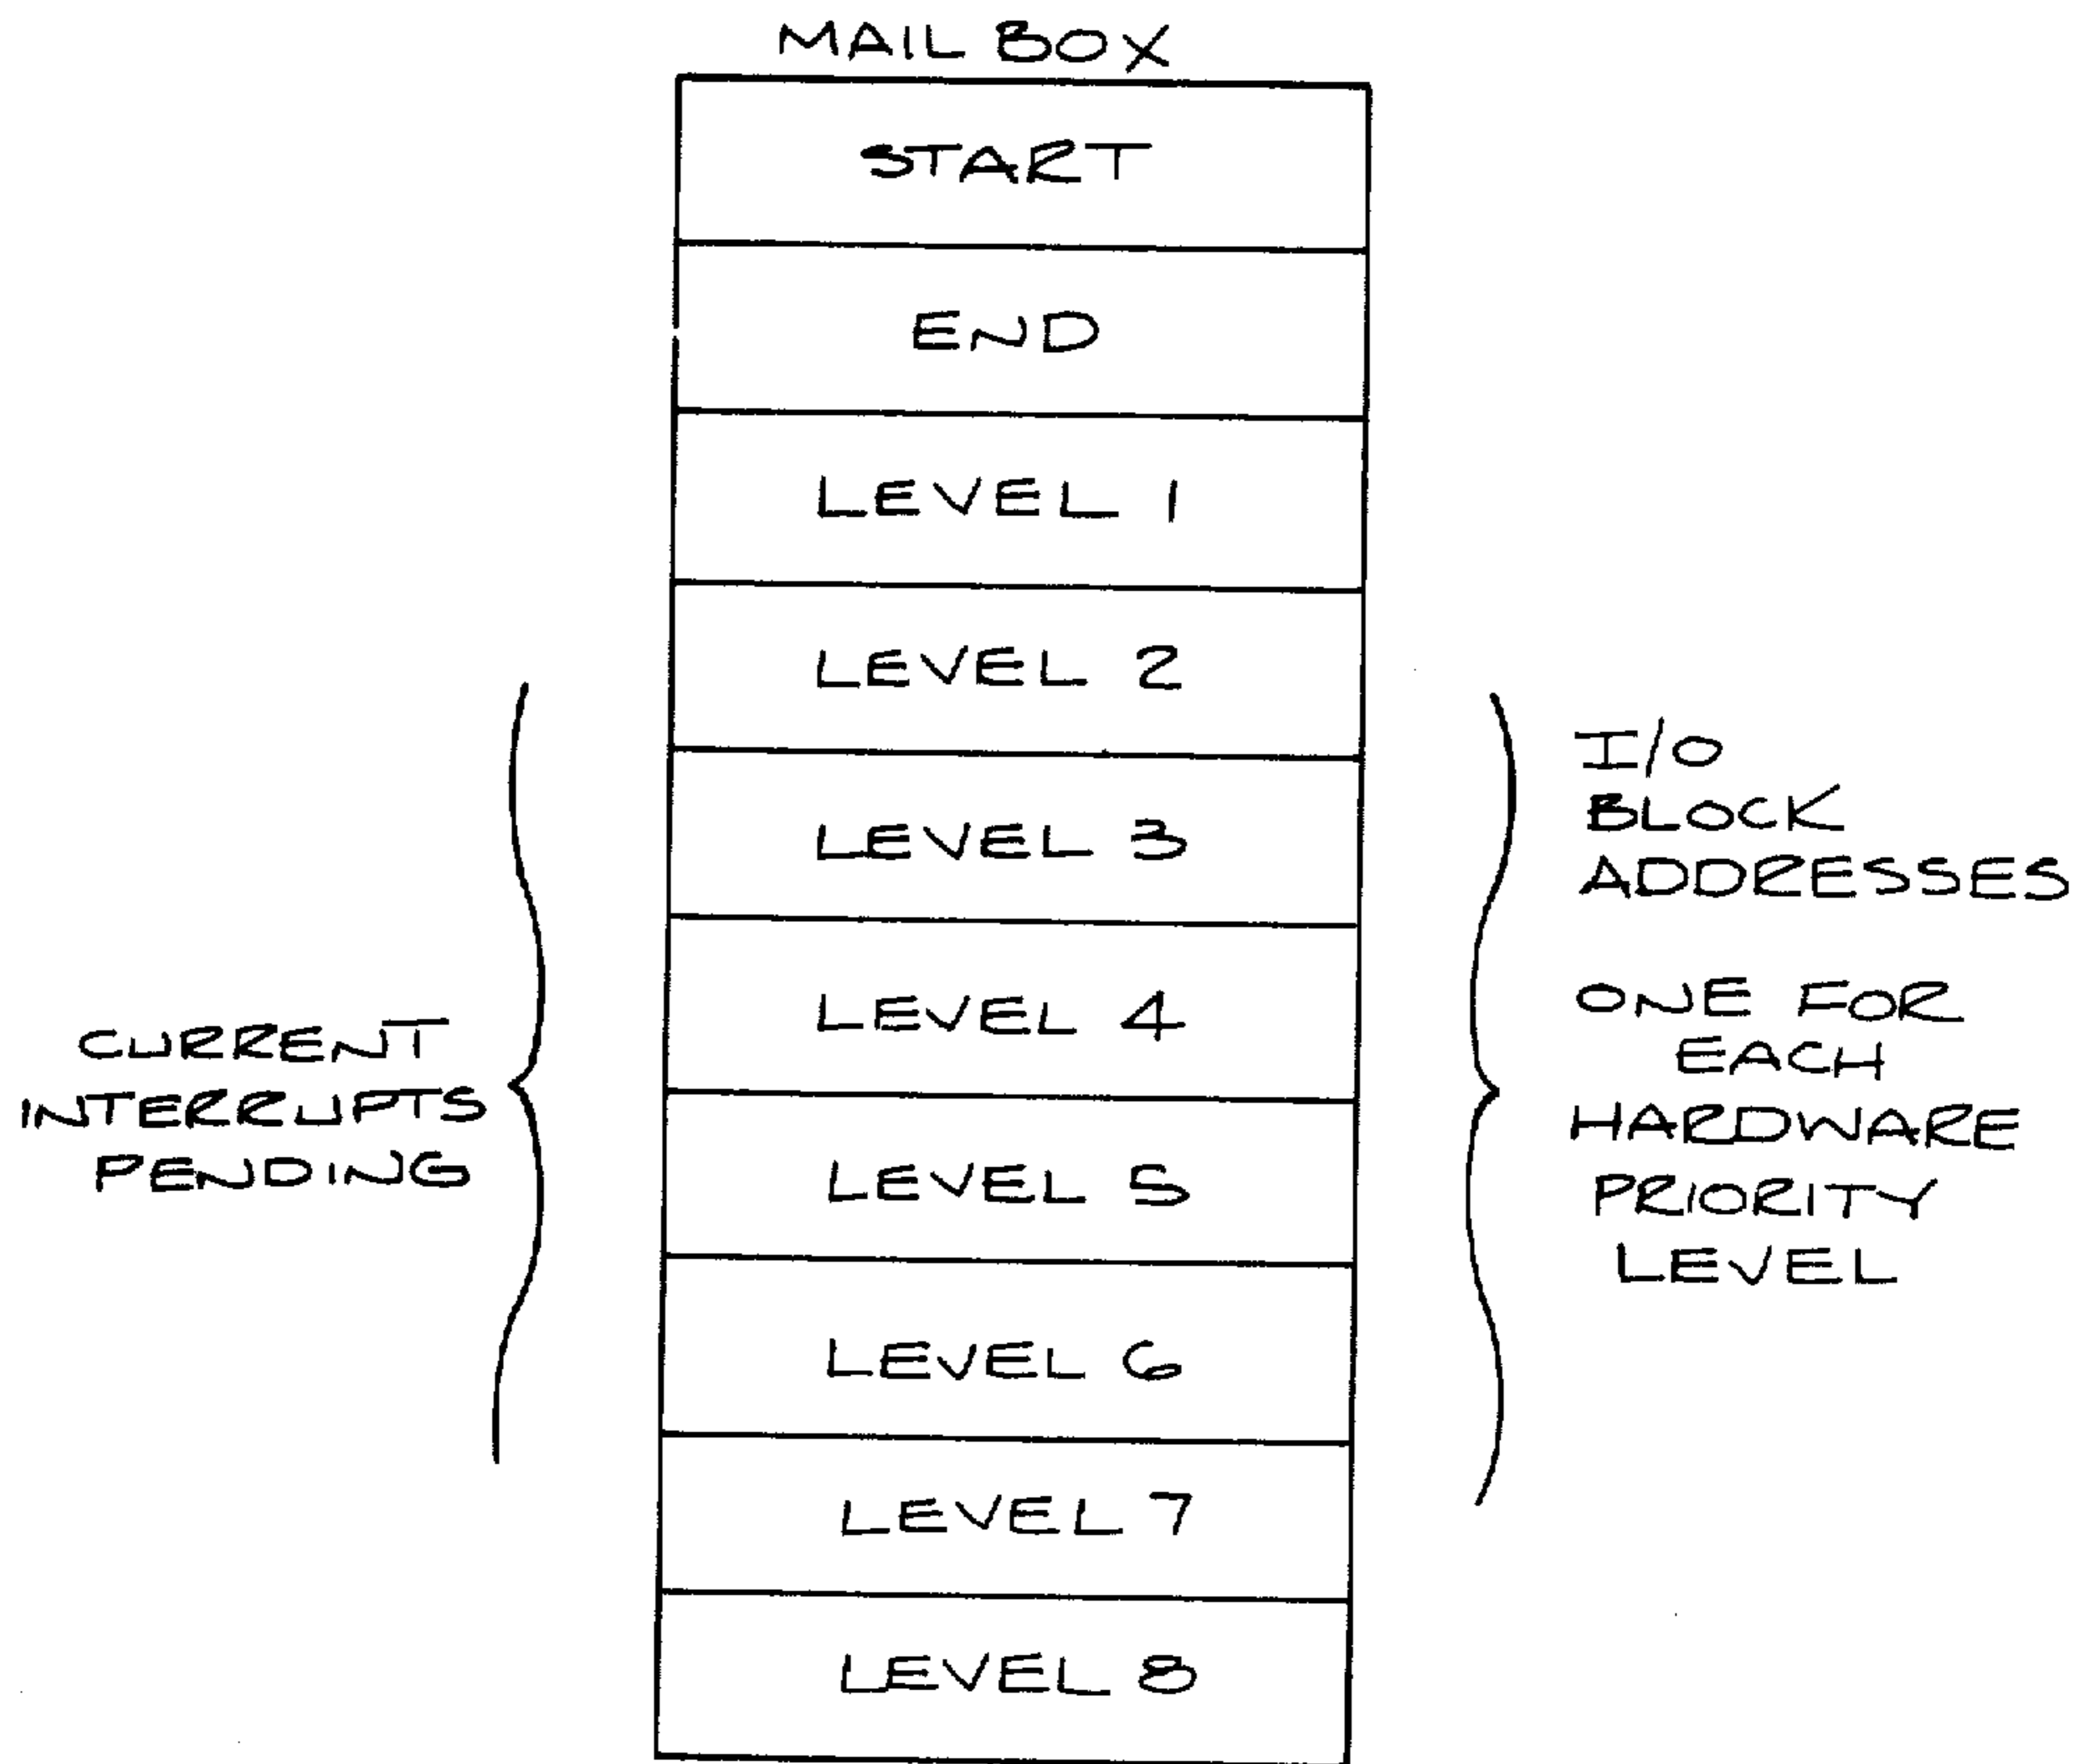 MAIL BOX
START
END
LEVEL 1
LEVEL 2
LEVEL 3
LEVEL 4
LEVEL 5
LEVEL 6
LEVEL 7
LEVEL 8
CURRENT
INTERRUPTS
PENDING
I/O
BLOCK
ADDRESSES
ONE FOR
EACH
HARDWARE
PRIORITY
LEVEL